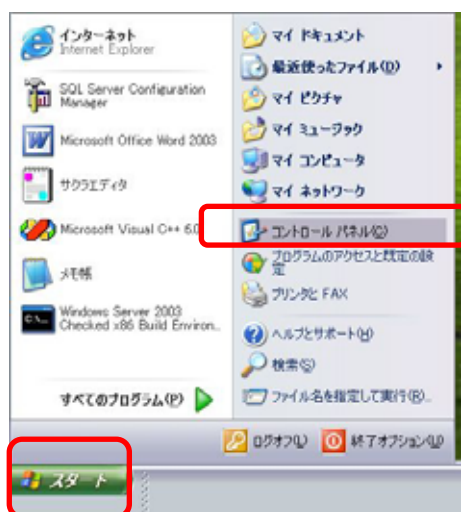 インターネット
Internet Explorer
SQL Server Configuration
Manager
Microsoft Office Word 2003
サクラエディタ
Microsoft Visual C++ 6.0
メモ帳
Windows Server 2003
Checked x86 Build Environ..
すべてのプログラム(P)
マイ ドキュメント
最近使ったファイル(D)
マイ ピクチャ
マイ ミュージック
マイ コンピュータ
マイ ネットワーク
コントロール パネル(C)
プログラムのアクセスと既定の設
定
プリンタと FAX
ヘルプとサポート(H)
検索(S)
ファイル名を指定して実行(R)..
ログオフ(L)
終了オプション(U)
スタート